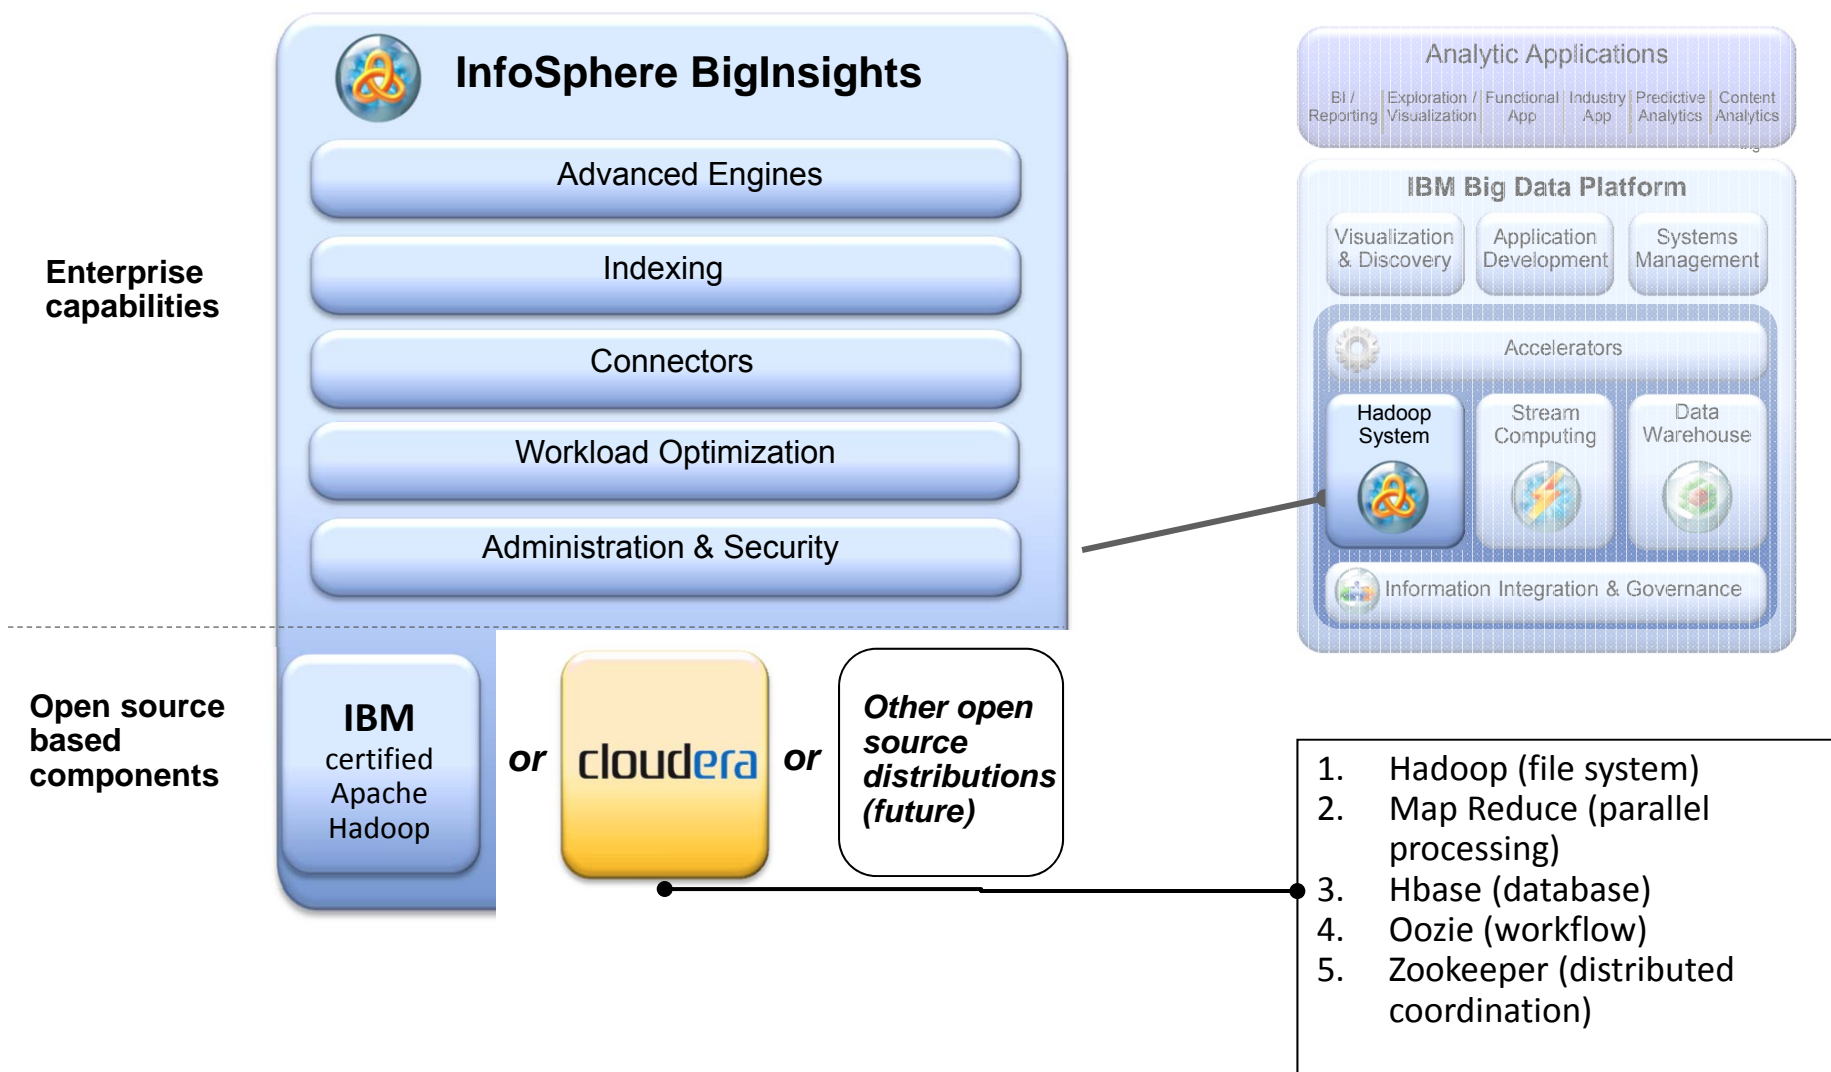 InfoSphere BigInsights
Advanced Engines
Indexing
Connectors
Workload Optimization
Administration & Security
Enterprise
capabilities
Open source
based
components
IBM
certified
Apache
Hadoop
or
cloudera
or
Other open
source
distributions
(future)
Analytic Applications
BI /
Reporting
Exploration /
Visualization
Functional
App
Industry
App
Predictive
Analytics
Content
Analytics
IBM Big Data Platform
Visualization
& Discovery
Application
Development
Systems
Management
Accelerators
Hadoop
System
Stream
Computing
Data
Warehouse
Information Integration & Governance
1. Hadoop (file system)
2. Map Reduce (parallel
processing)
3. Hbase (database)
4. Oozie (workflow)
5. Zookeeper (distributed
coordination)